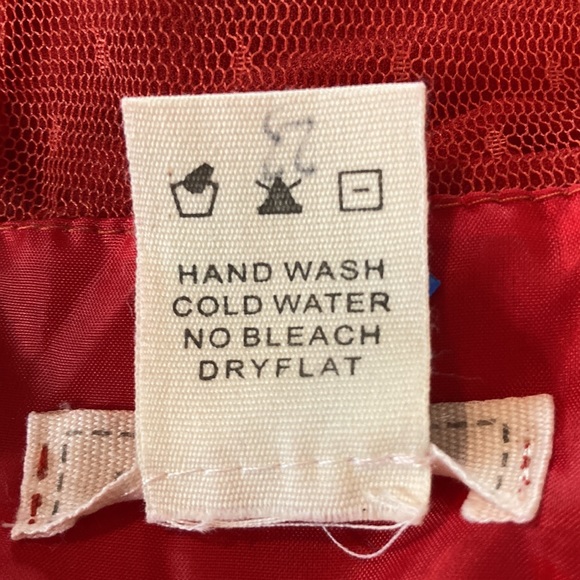 HAND WASH
COLD WATER
NO BLEACH
DRYFLAT